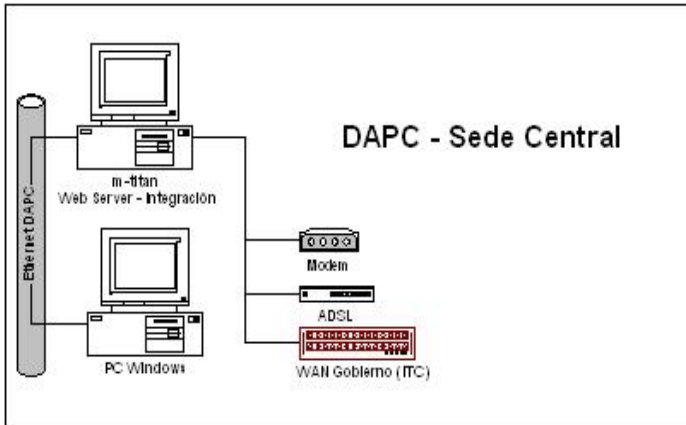 DAPC - Sede Central
Ethernet DAPC
m-titan
Web Server - Integración
Modem
ADSL
PC Windows
WAN Gobierno (ITC)